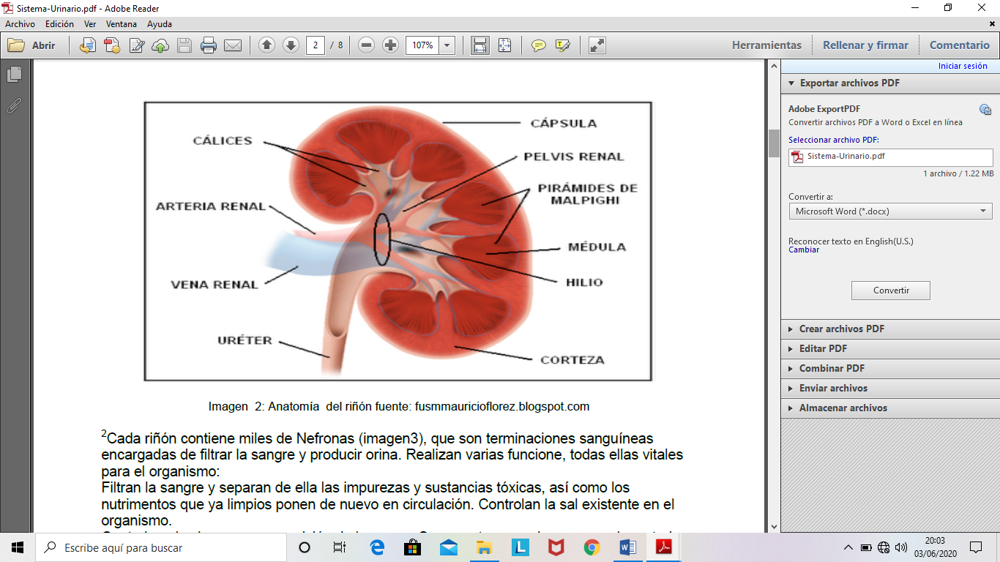 Sistema-Urinario.pdf - Adobe Reader
Archivo Edición Ver Ventana Ayuda
Abrir 2 / 8 107% Herramientas Rellenar y firmar Comentario
Iniciar sesión
Exportar archivos PDF
Adobe ExportPDF
Convertir archivos PDF a Word o Excel en línea
Seleccionar archivo PDF:
Sistema-Urinario.pdf
1 archivo / 1.22 MB
Convertir a:
Microsoft Word (*.docx)
Reconocer texto en English(U.S.)
Cambiar
Convertir
Crear archivos PDF
Editar PDF
Combinar PDF
Enviar archivos
Almacenar archivos
CÁPSULA
CÁLICES
PELVIS RENAL
PIRÁMIDES DE
MALPIGHI
ARTERIA RENAL
MÉDULA
HILIO
VENA RENAL
URÉTER
CORTEZA
Imagen 2: Anatomía del riñón fuente: fusmmauricioflorez.blogspot.com
2Cada riñón contiene miles de Nefronas (imagen3), que son terminaciones sanguíneas
encargadas de filtrar la sangre y producir orina. Realizan varias funcione, todas ellas vitales
para el organismo:
Filtran la sangre y separan de ella las impurezas y sustancias tóxicas, así como los
nutrimentos que ya limpios ponen de nuevo en circulación. Controlan la sal existente en el
organismo.
Escribe aquí para buscar
20:03
03/06/2020